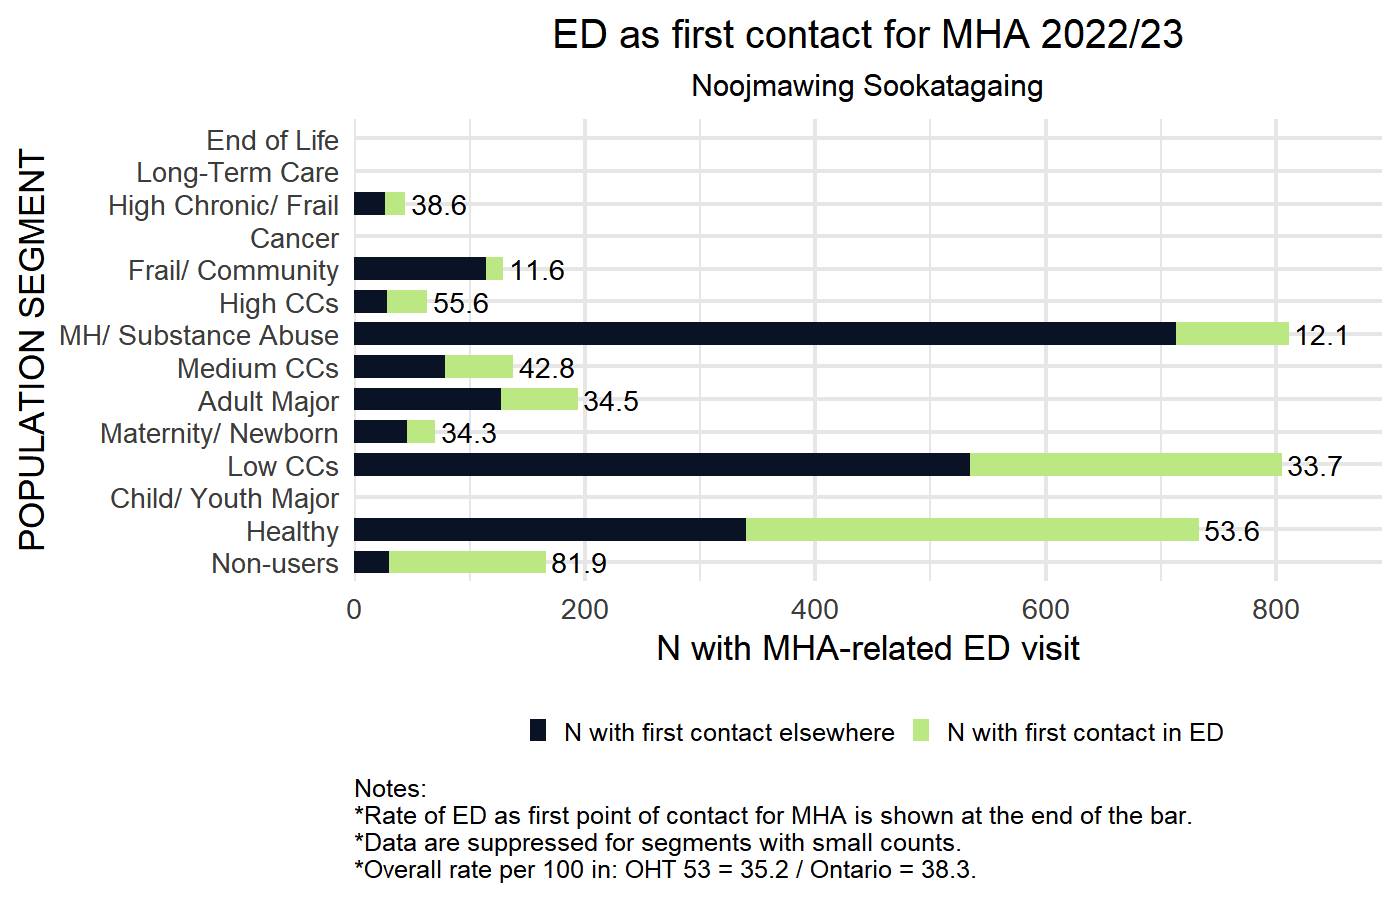 ED as first contact for MHA 2022/23
Noojmawing Sookatagaing
POPULATION SEGMENT
End of Life
Long-Term Care
High Chronic/ Frail 38.6
Cancer
Frail/ Community 11.6
High CCs 55.6
MH/ Substance Abuse 12.1
Medium CCs 42.8
Adult Major 34.5
Maternity/ Newborn 34.3
Low CCs 33.7
Child/ Youth Major
Healthy 53.6
Non-users 81.9
0 200 400 600 800
N with MHA-related ED visit
N with first contact elsewhere N with first contact in ED
Notes:
*Rate of ED as first point of contact for MHA is shown at the end of the bar.
*Data are suppressed for segments with small counts.
*Overall rate per 100 in: OHT 53 = 35.2 / Ontario = 38.3.